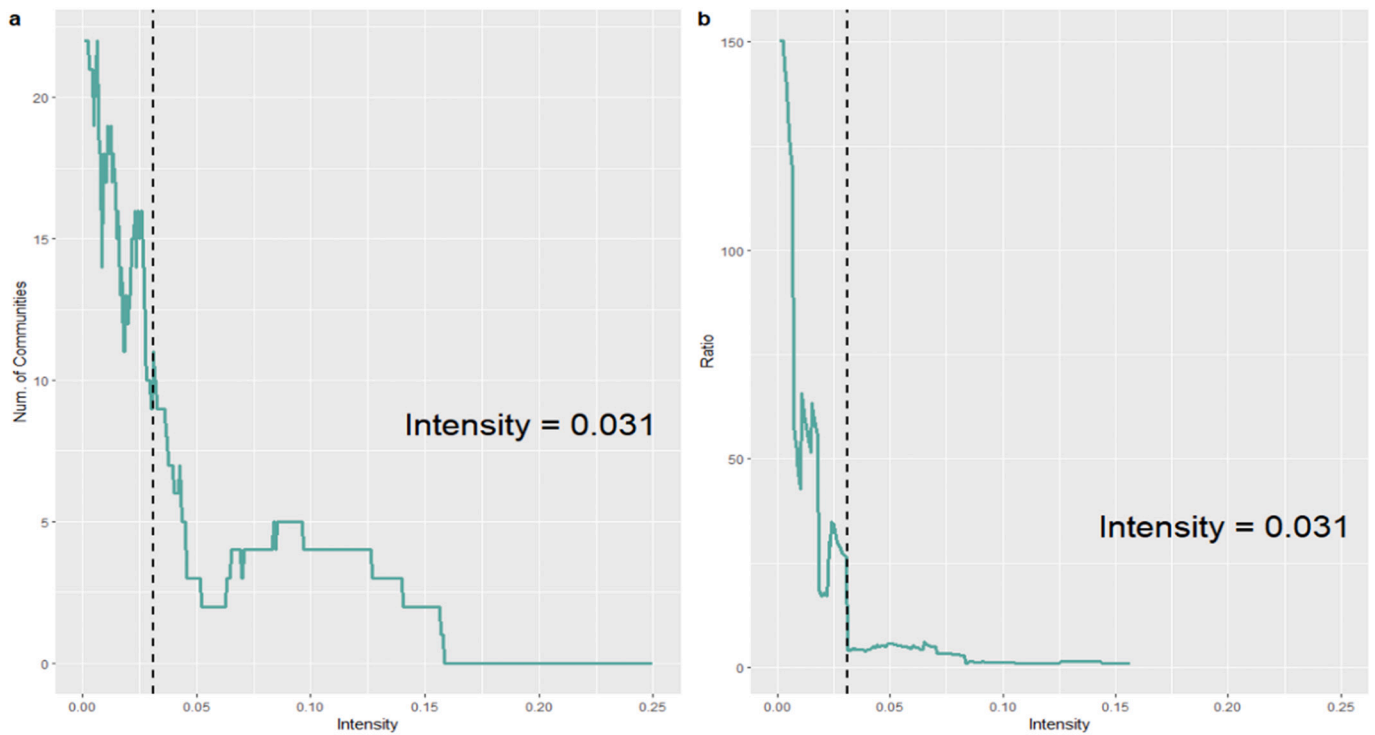 a
Num. of Communities
20
15
10
5
0
Intensity = 0.031
0.00 0.05 0.10 0.15 0.20 0.25
Intensity
b
Ratio
150
100
50
0
Intensity = 0.031
0.00 0.05 0.10 0.15 0.20 0.25
Intensity